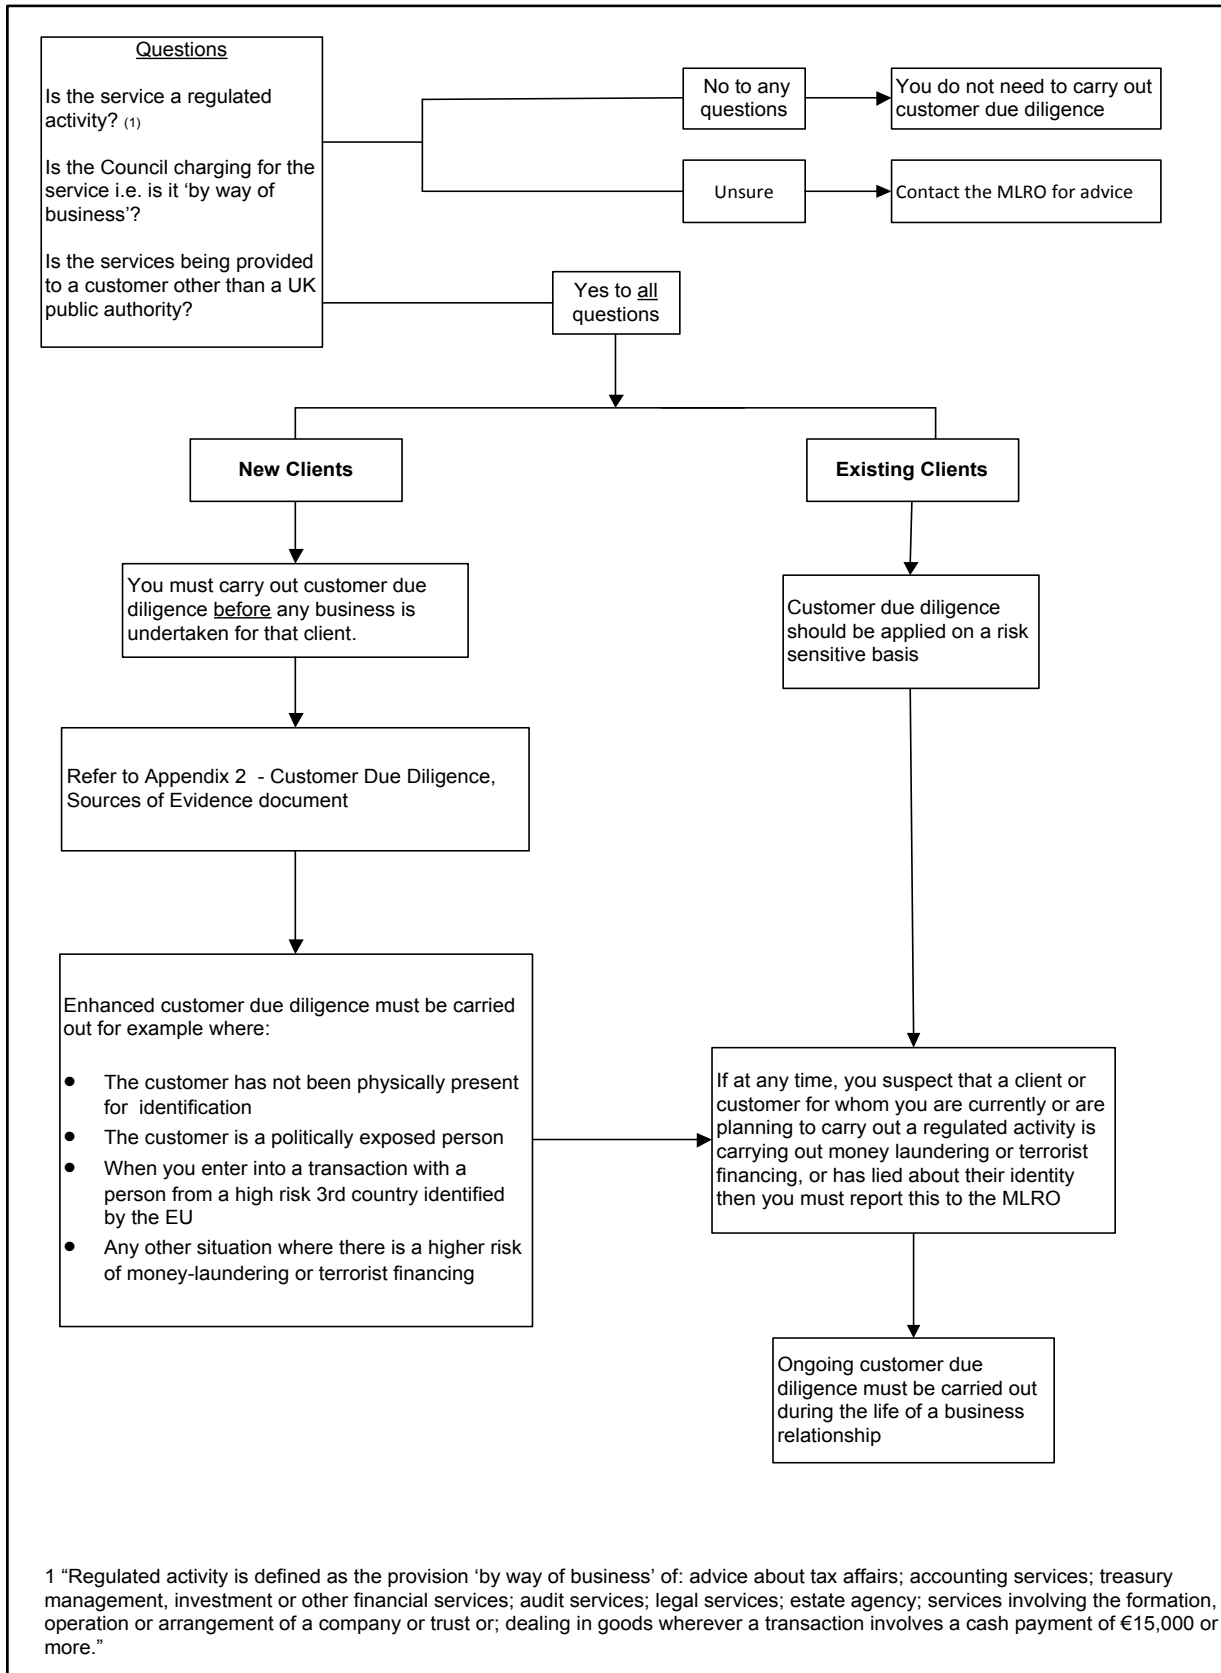 Questions
Is the service a regulated
activity? (1)
Is the Council charging for the
service i.e. is it ‘by way of
business’?
Is the services being provided
to a customer other than a UK
public authority?
No to any
questions
You do not need to carry out
customer due diligence
Unsure
Contact the MLRO for advice
Yes to all
questions
New Clients
Existing Clients
You must carry out customer due
diligence before any business is
undertaken for that client.
Customer due diligence
should be applied on a risk
sensitive basis
Refer to Appendix 2 - Customer Due Diligence,
Sources of Evidence document
Enhanced customer due diligence must be carried
out for example where:
• The customer has not been physically present
for identification
• The customer is a politically exposed person
• When you enter into a transaction with a
person from a high risk 3rd country identified
by the EU
• Any other situation where there is a higher risk
of money-laundering or terrorist financing
If at any time, you suspect that a client or
customer for whom you are currently or are
planning to carry out a regulated activity is
carrying out money laundering or terrorist
financing, or has lied about their identity
then you must report this to the MLRO
Ongoing customer due
diligence must be carried out
during the life of a business
relationship
1 “Regulated activity is defined as the provision ‘by way of business’ of: advice about tax affairs; accounting services; treasury
management, investment or other financial services; audit services; legal services; estate agency; services involving the formation,
operation or arrangement of a company or trust or; dealing in goods wherever a transaction involves a cash payment of €15,000 or
more.”